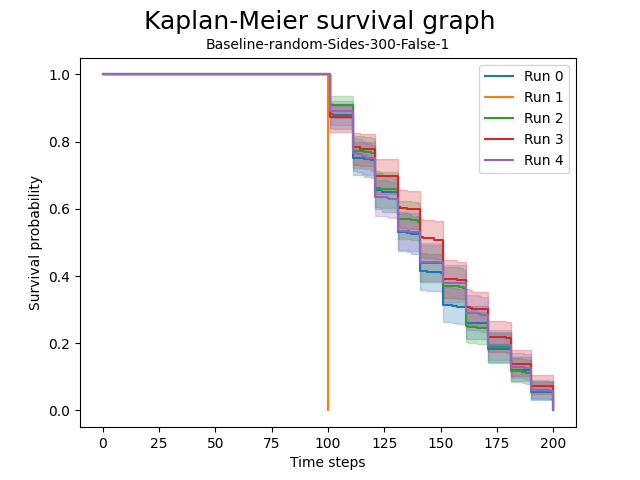 Kaplan-Meier survival graph
Baseline-random-Sides-300-False-1
Survival probability
1.0
0.8
0.6
0.4
0.2
0.0
Run 0
Run 1
Run 2
Run 3
Run 4
0
25
50
75
100
125
150
175
200
Time steps